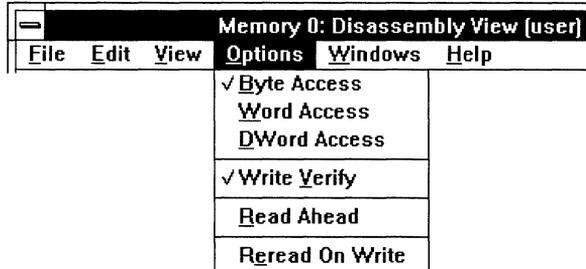 Memory 0: Disassembly View (user)
File Edit View Options Windows Help
√ Byte Access
Word Access
DWord Access
√ Write Verify
Read Ahead
Reread On Write